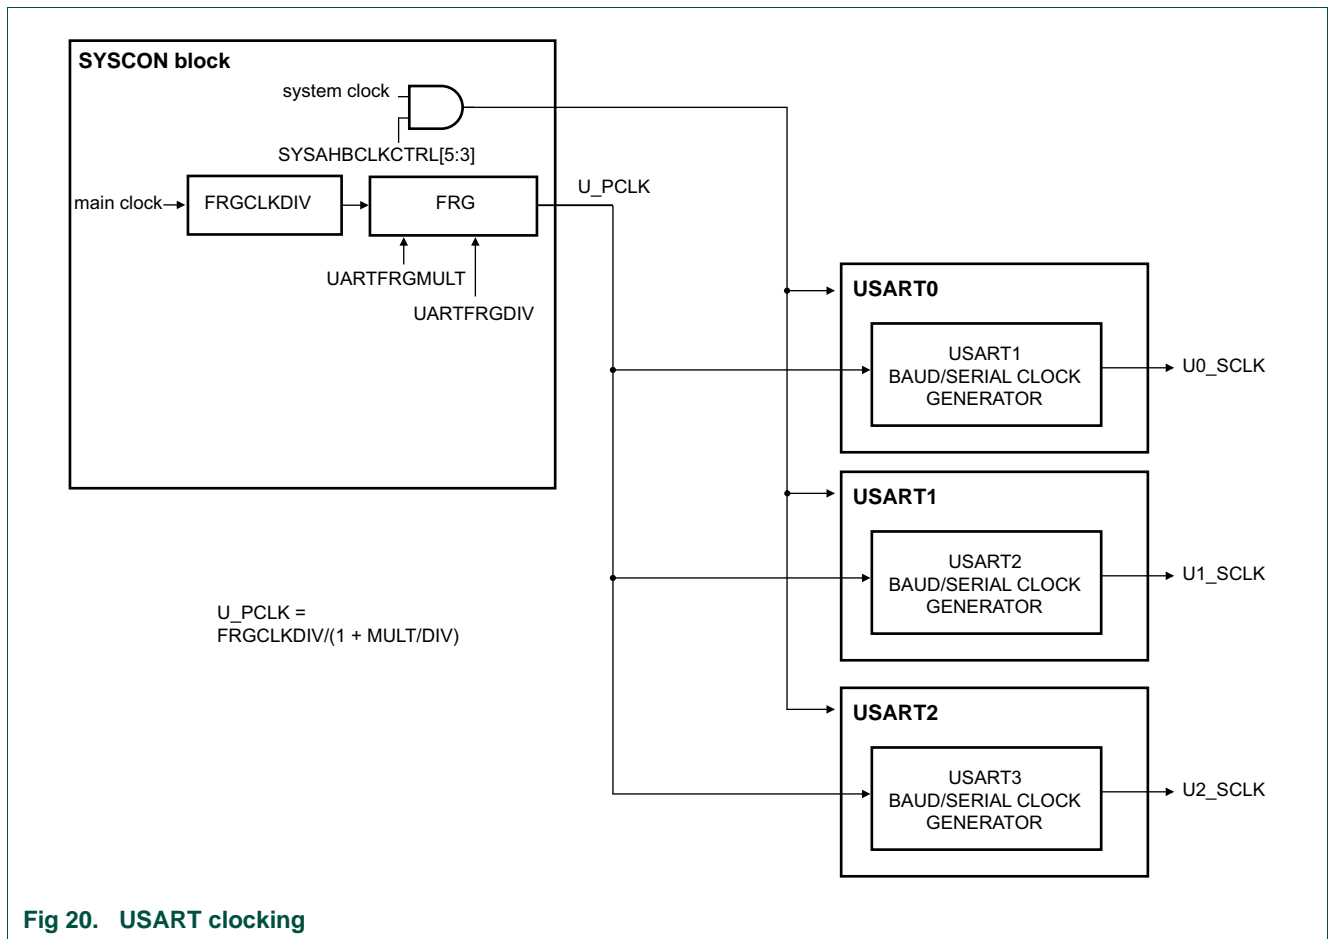 SYSCON block
system clock
SYSAHBCLKCTRL[5:3]
main clock
FRGCLKDIV
FRG
U_PCLK
UARTFRGMULT
UARTFRGDIV
USART0
USART1
BAUD/SERIAL CLOCK
GENERATOR
U0_SCLK
USART1
USART2
BAUD/SERIAL CLOCK
GENERATOR
U1_SCLK
U_PCLK =
FRGCLKDIV/(1 + MULT/DIV)
USART2
USART3
BAUD/SERIAL CLOCK
GENERATOR
U2_SCLK
Fig 20. USART clocking